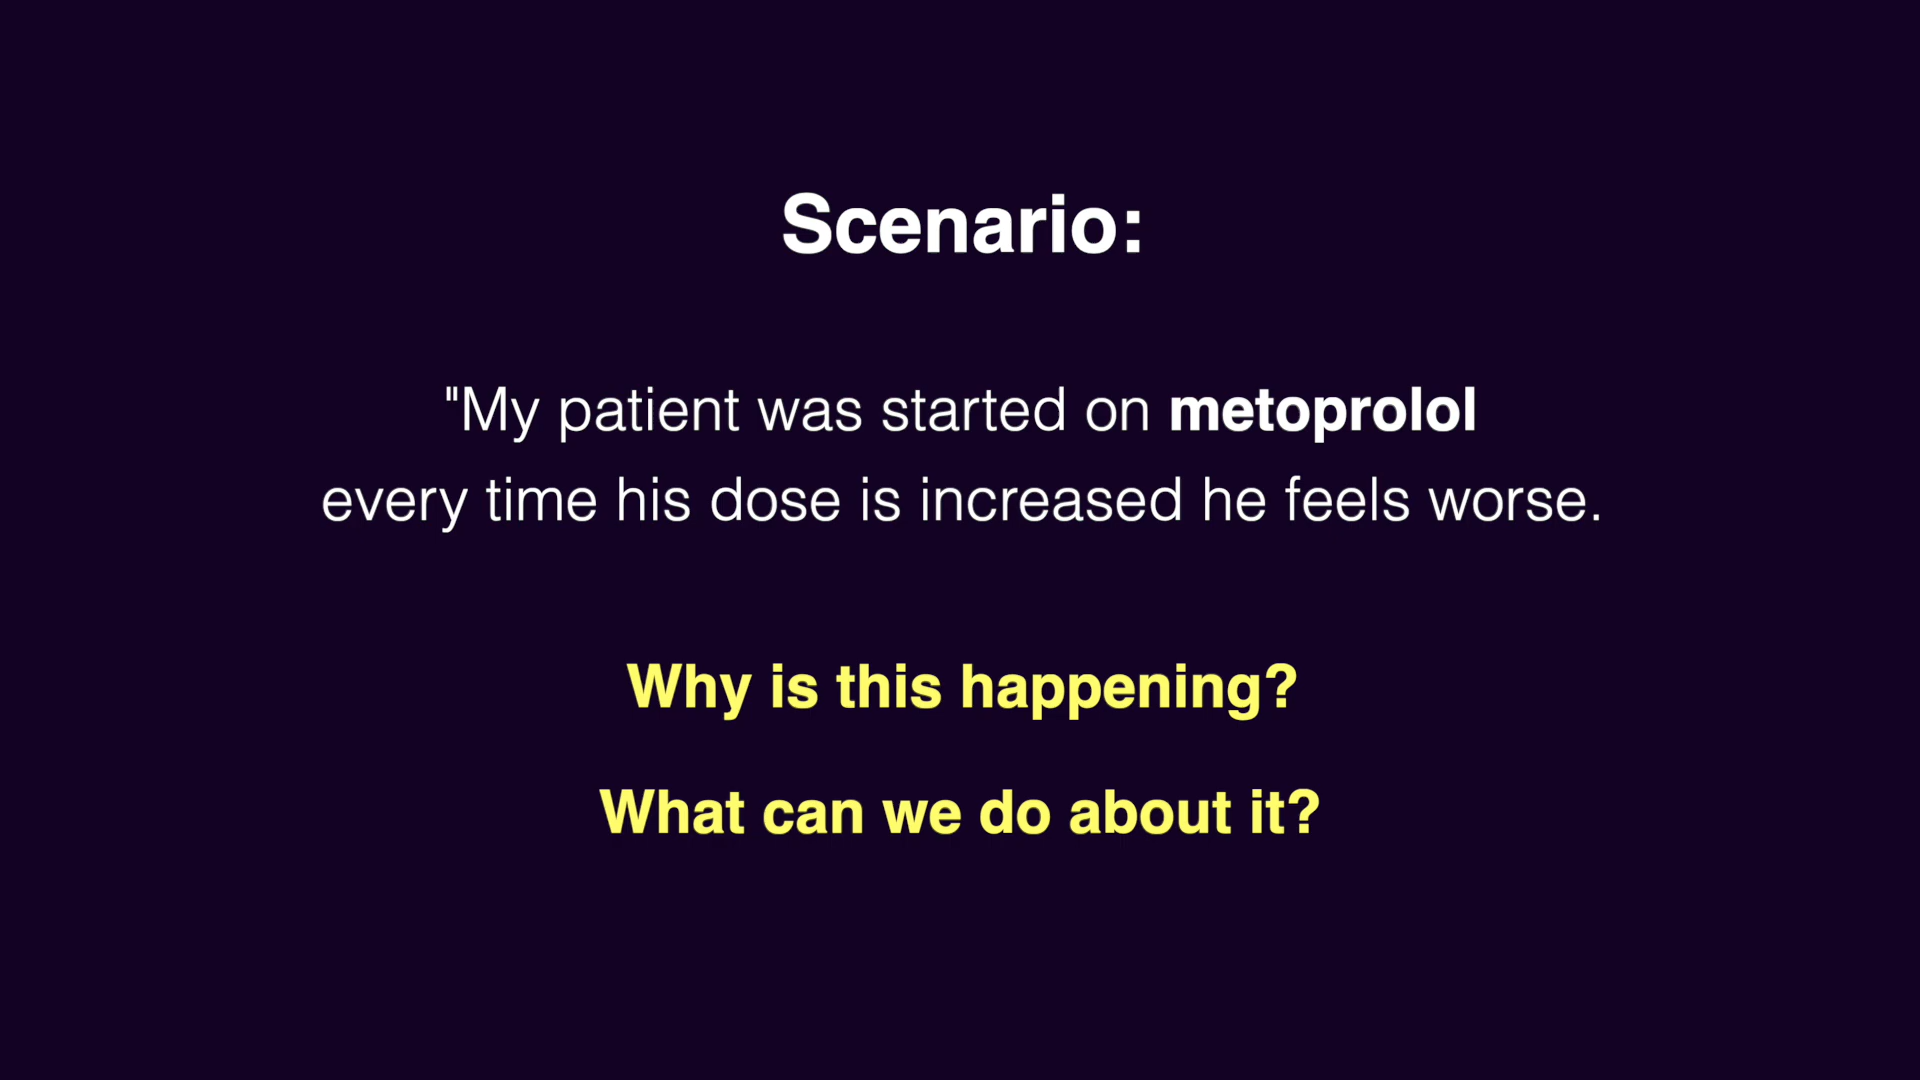 Scenario:
"My patient was started on metoprolol
every time his dose is increased he feels worse.
Why is this happening?
What can we do about it?